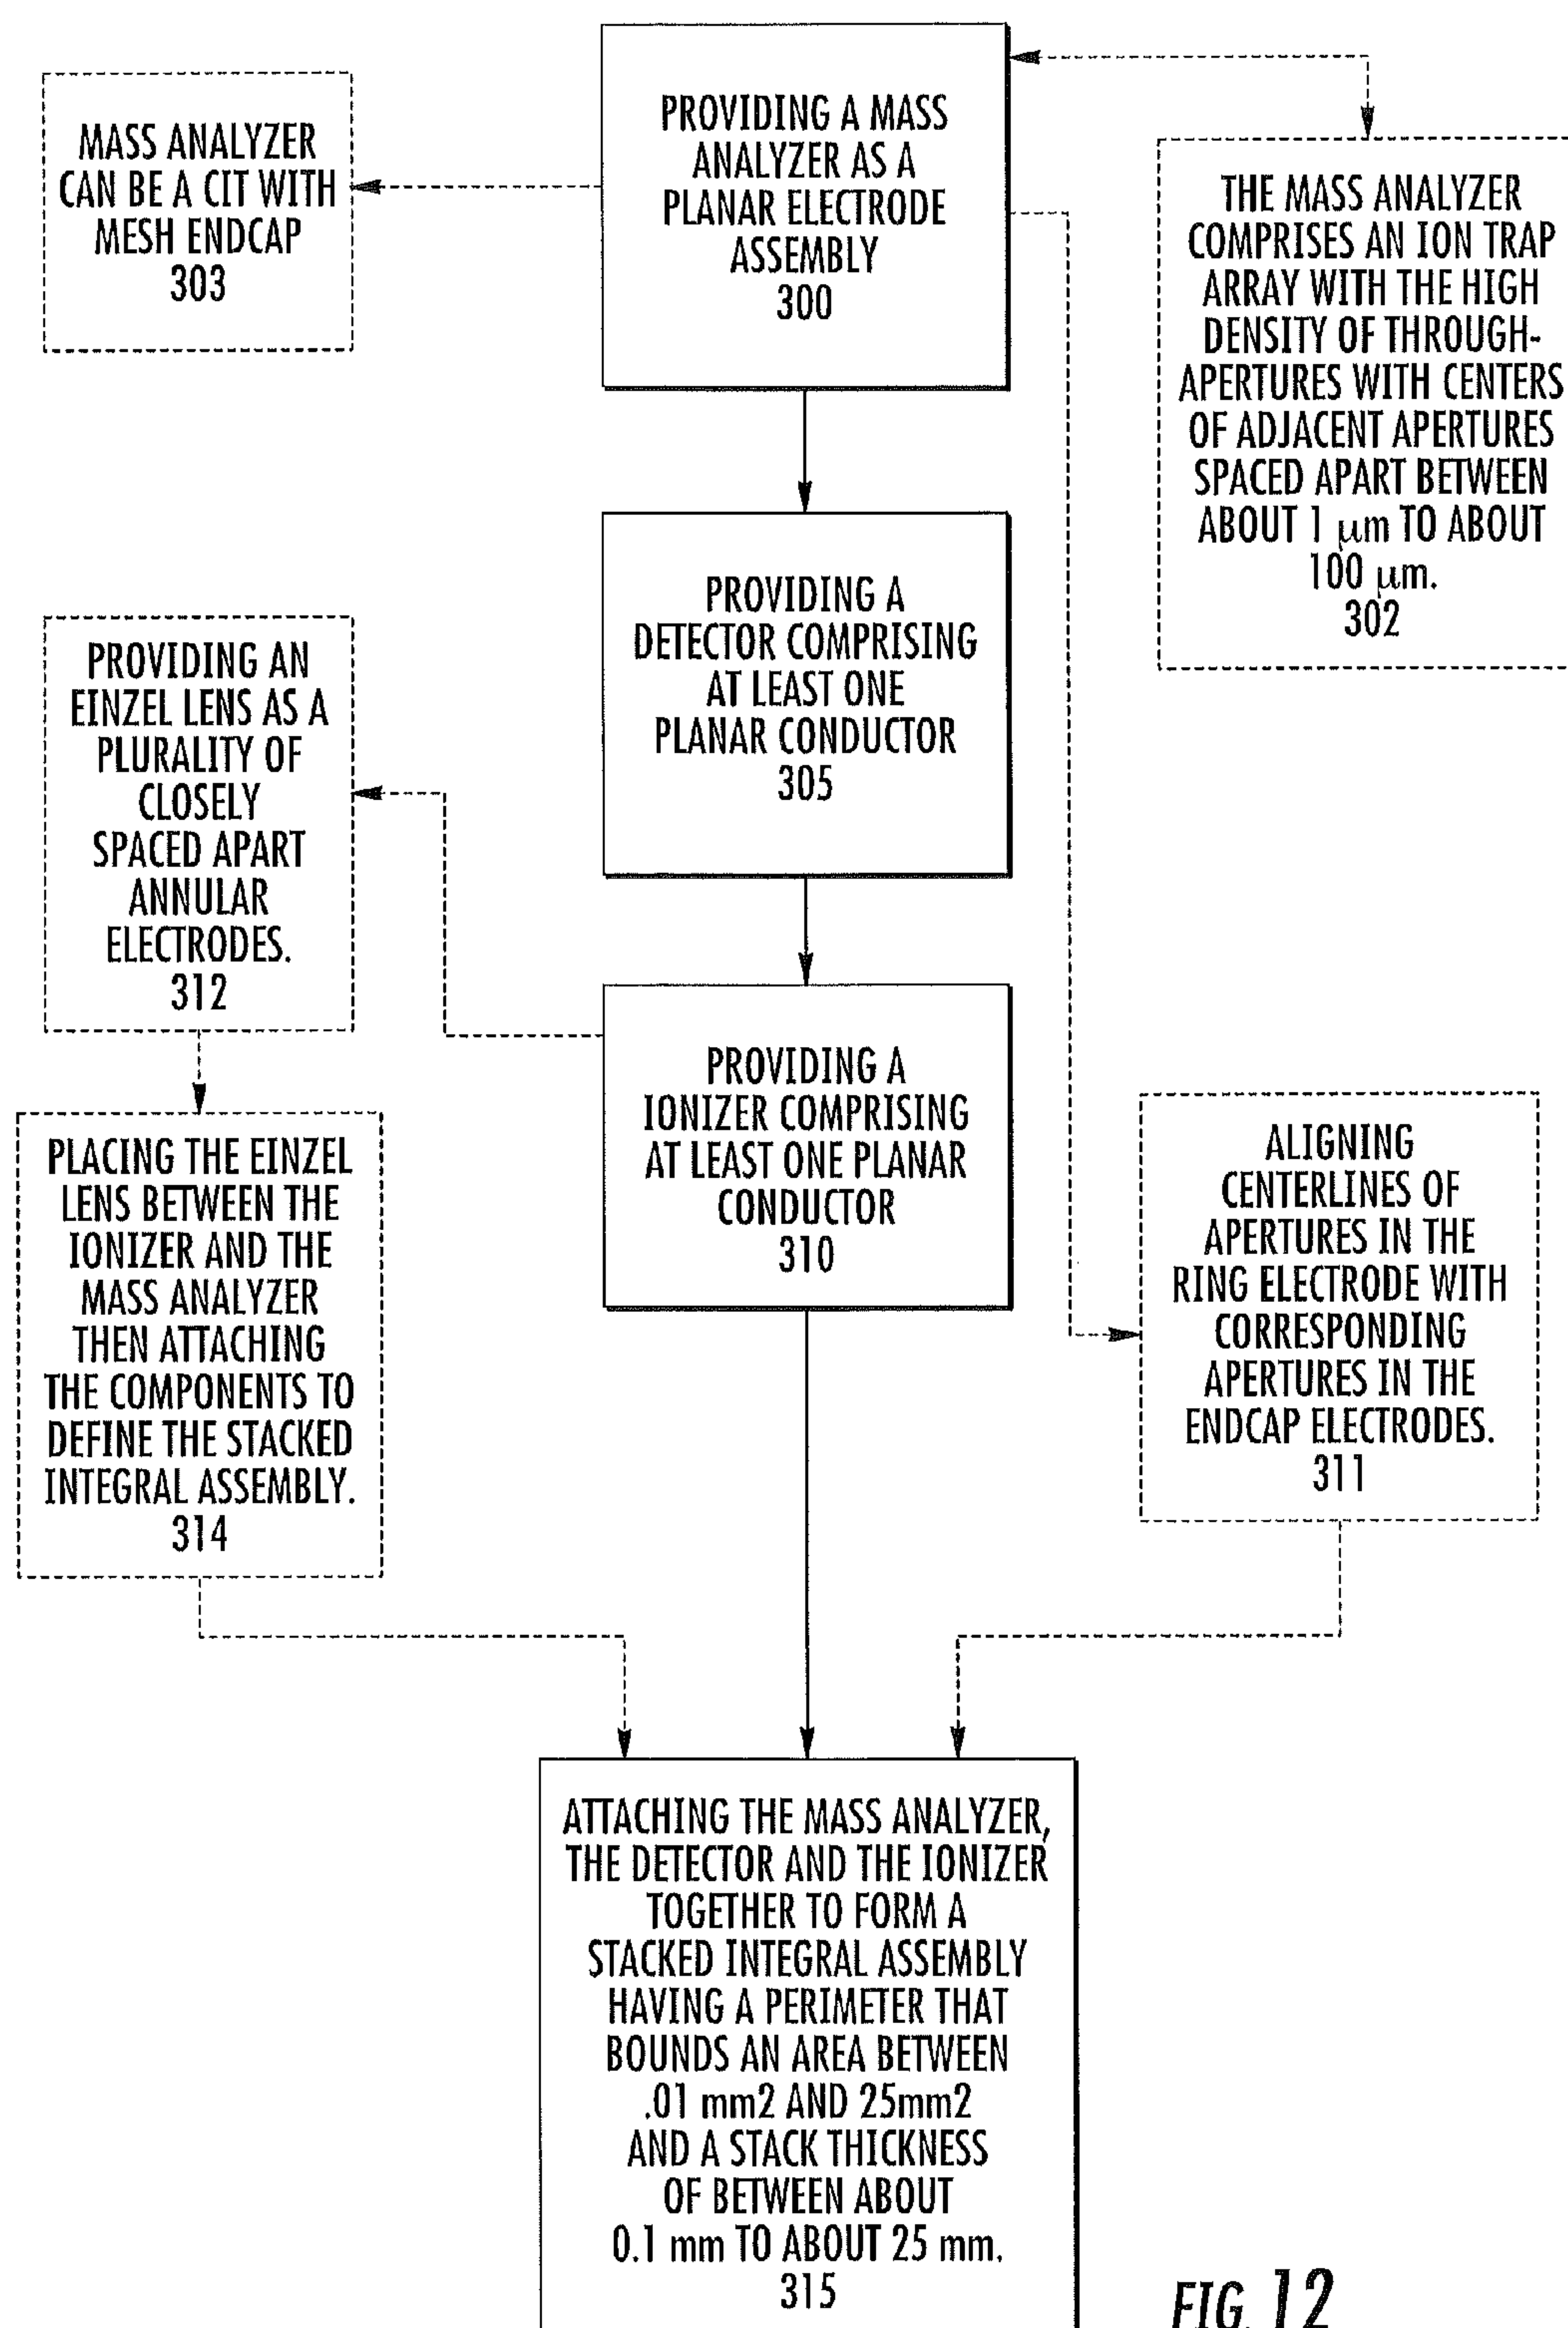 PROVIDING A MASS
ANALYZER AS A
PLANAR ELECTRODE
ASSEMBLY
300
MASS ANALYZER
CAN BE A CIT WITH
MESH ENDCAP
303
THE MASS ANALYZER
COMPRISES AN ION TRAP
ARRAY WITH THE HIGH
DENSITY OF THROUGH-
APERTURES WITH CENTERS
OF ADJACENT APERTURES
SPACED APART BETWEEN
ABOUT 1 μm TO ABOUT
100 μm.
302
PROVIDING A
DETECTOR COMPRISING
AT LEAST ONE
PLANAR CONDUCTOR
305
PROVIDING AN
EINZEL LENS AS A
PLURALITY OF
CLOSELY
SPACED APART
ANNULAR
ELECTRODES.
312
PROVIDING A
IONIZER COMPRISING
AT LEAST ONE PLANAR
CONDUCTOR
310
PLACING THE EINZEL
LENS BETWEEN THE
IONIZER AND THE
MASS ANALYZER
THEN ATTACHING
THE COMPONENTS TO
DEFINE THE STACKED
INTEGRAL ASSEMBLY.
314
ALIGNING
CENTERLINES OF
APERTURES IN THE
RING ELECTRODE WITH
CORRESPONDING
APERTURES IN THE
ENDCAP ELECTRODES.
311
ATTACHING THE MASS ANALYZER,
THE DETECTOR AND THE IONIZER
TOGETHER TO FORM A
STACKED INTEGRAL ASSEMBLY
HAVING A PERIMETER THAT
BOUNDS AN AREA BETWEEN
.01 mm2 AND 25mm2
AND A STACK THICKNESS
OF BETWEEN ABOUT
0.1 mm TO ABOUT 25 mm.
315
FIG. 12